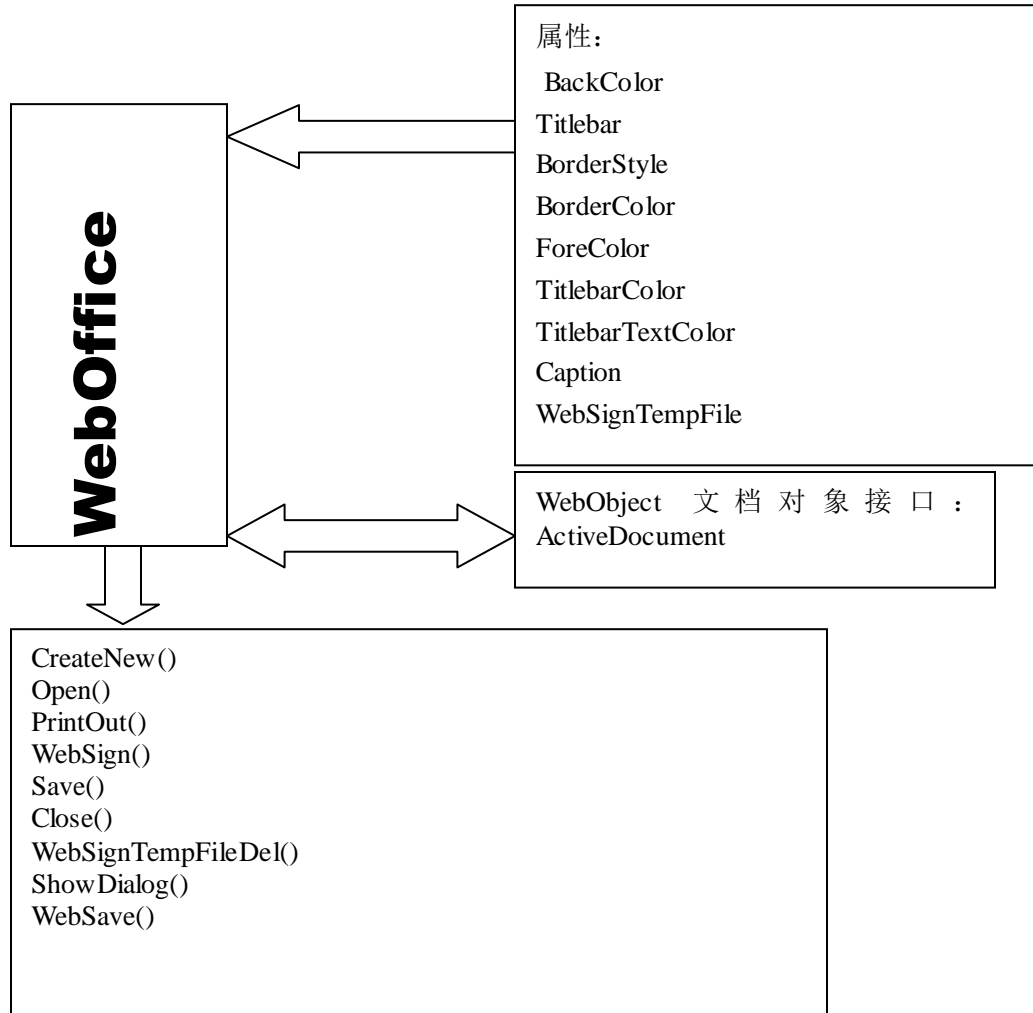 属性：
BackColor
Titlebar
BorderStyle
BorderColor
ForeColor
TitlebarColor
TitlebarTextColor
Caption
WebSignTempFile
WebOffice
WebObject 文档对象接口：
ActiveDocument
CreateNew()
Open()
PrintOut()
WebSign()
Save()
Close()
WebSignTempFileDel()
ShowDialog()
WebSave()